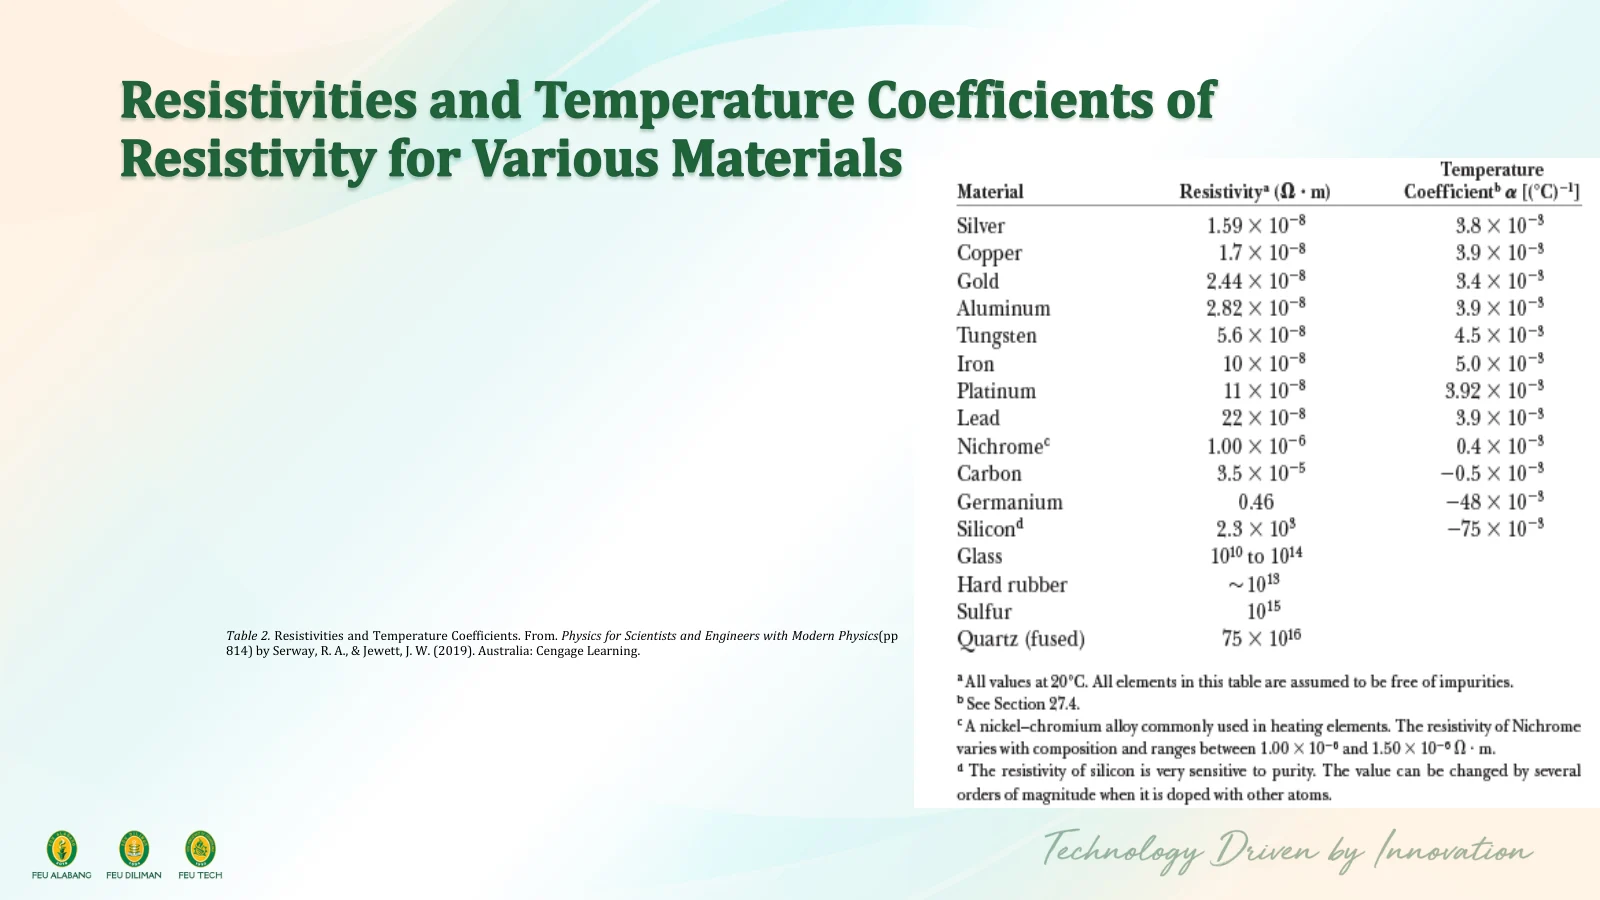 Resistivities and Temperature Coefficients of
Resistivity for Various Materials
Temperature
Material Resistivityᵃ (Ω · m) Coefficientᵇ α [(°C)⁻¹]
Silver 1.59 × 10⁻⁸ 3.8 × 10⁻³
Copper 1.7 × 10⁻⁸ 3.9 × 10⁻³
Gold 2.44 × 10⁻⁸ 3.4 × 10⁻³
Aluminum 2.82 × 10⁻⁸ 3.9 × 10⁻³
Tungsten 5.6 × 10⁻⁸ 4.5 × 10⁻³
Iron 10 × 10⁻⁸ 5.0 × 10⁻³
Platinum 11 × 10⁻⁸ 3.92 × 10⁻³
Lead 22 × 10⁻⁸ 3.9 × 10⁻³
Nichromeᶜ 1.00 × 10⁻⁶ 0.4 × 10⁻³
Carbon 3.5 × 10⁻⁵ −0.5 × 10⁻³
Germanium 0.46 −48 × 10⁻³
Siliconᵈ 2.3 × 10³ −75 × 10⁻³
Glass 10¹⁰ to 10¹⁴
Hard rubber ~ 10¹³
Sulfur 10¹⁵
Quartz (fused) 75 × 10¹⁶
ᵃ All values at 20°C. All elements in this table are assumed to be free of impurities.
ᵇ See Section 27.4.
ᶜ A nickel–chromium alloy commonly used in heating elements. The resistivity of Nichrome
varies with composition and ranges between 1.00 × 10⁻⁶ and 1.50 × 10⁻⁶ Ω · m.
ᵈ The resistivity of silicon is very sensitive to purity. The value can be changed by several
orders of magnitude when it is doped with other atoms.
Table 2. Resistivities and Temperature Coefficients. From. Physics for Scientists and Engineers with Modern Physics(pp
814) by Serway, R. A., & Jewett, J. W. (2019). Australia: Cengage Learning.
FEU ALABANG FEU DILIMAN FEU TECH
Technology Driven by Innovation